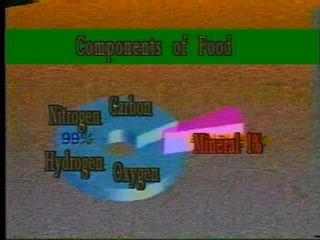 Components of Food
Nitrogen Carbon
99%
Mineral 1%
Hydrogen Oxygen